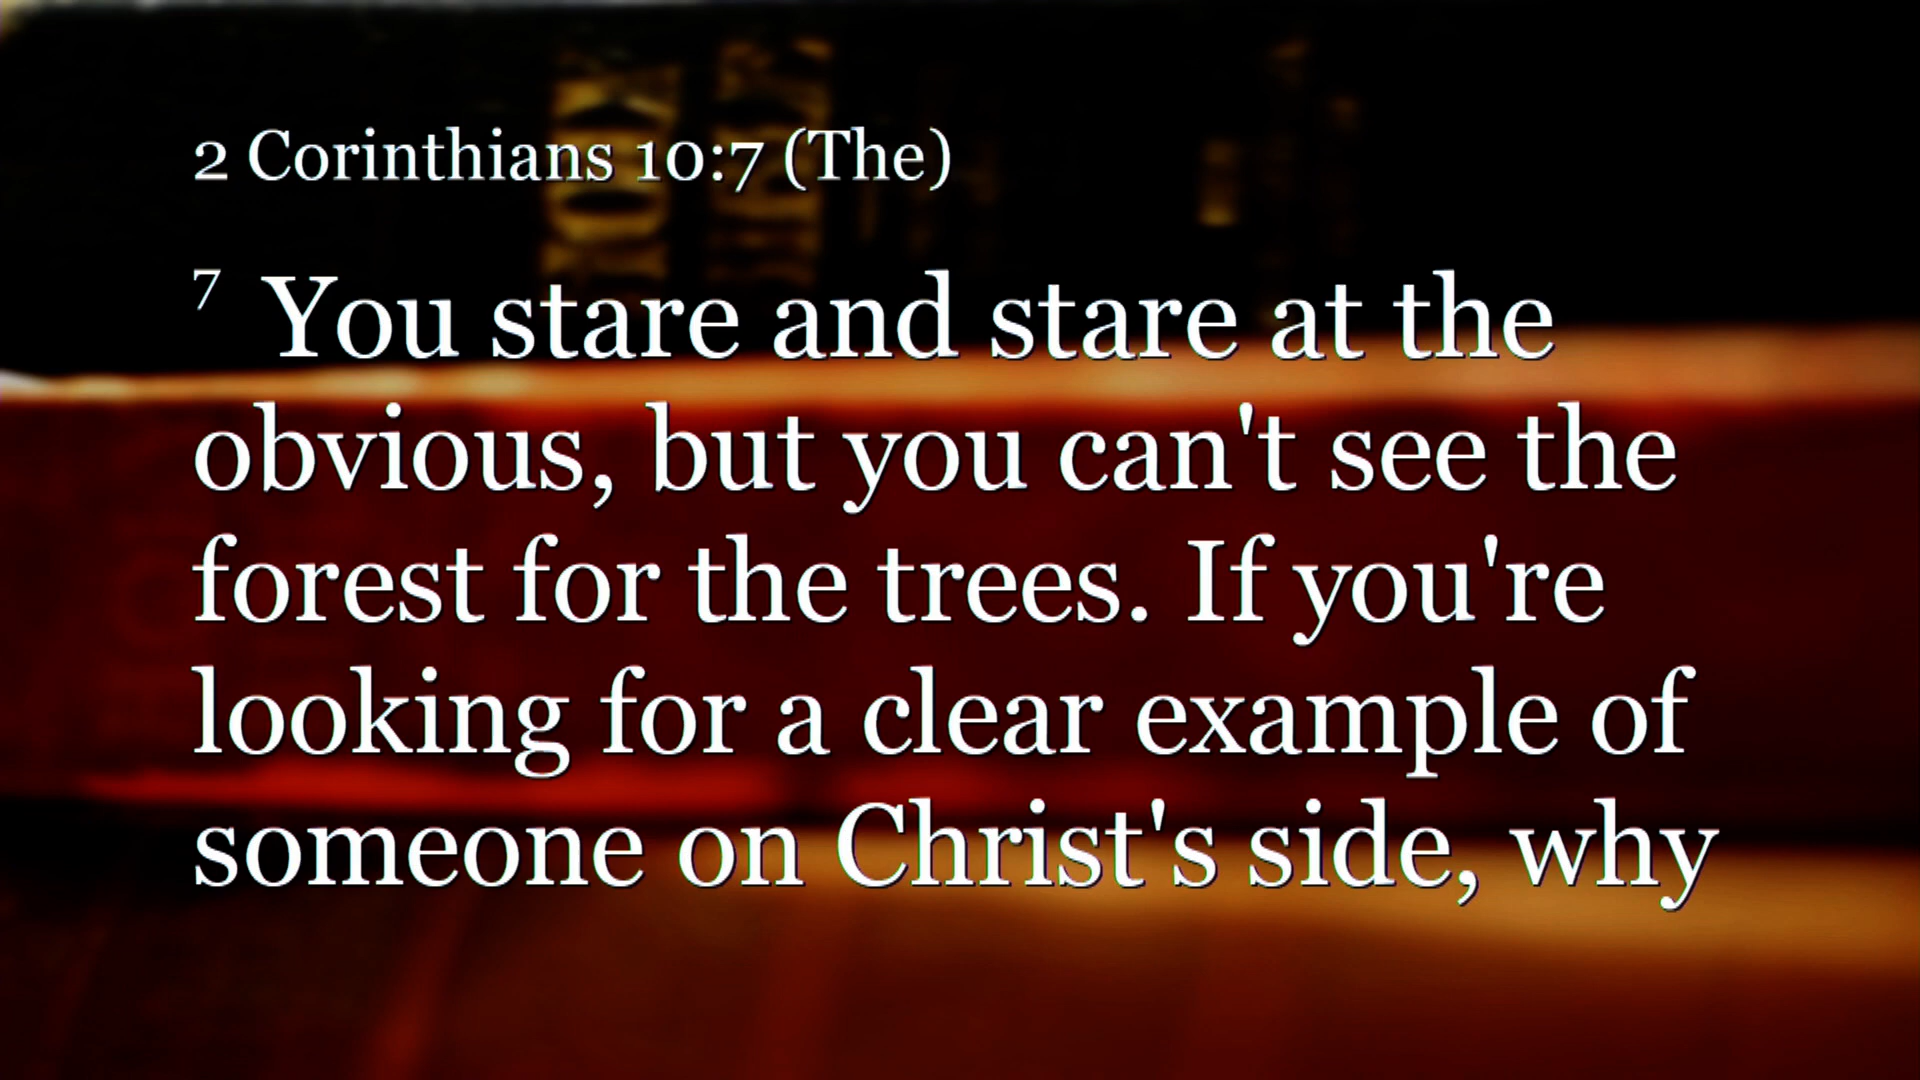 2 Corinthians 10:7 (The)
7 You stare and stare at the
obvious, but you can't see the
forest for the trees. If you're
looking for a clear example of
someone on Christ's side, why